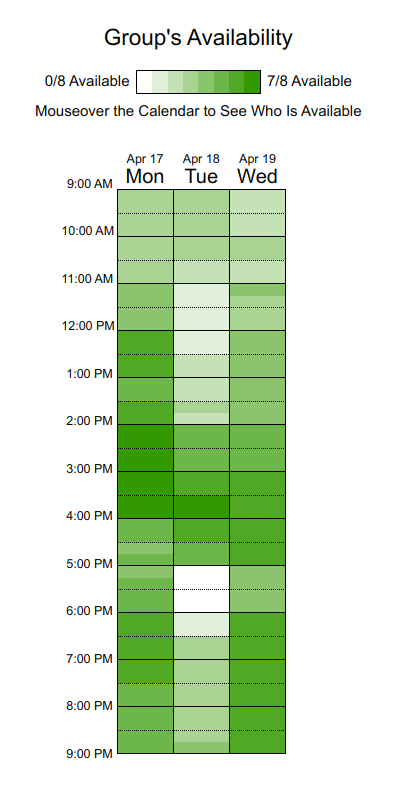 Group's Availability
0/8 Available 7/8 Available
Mouseover the Calendar to See Who Is Available
Apr 17 Apr 18 Apr 19
Mon Tue Wed
9:00 AM
10:00 AM
11:00 AM
12:00 PM
1:00 PM
2:00 PM
3:00 PM
4:00 PM
5:00 PM
6:00 PM
7:00 PM
8:00 PM
9:00 PM